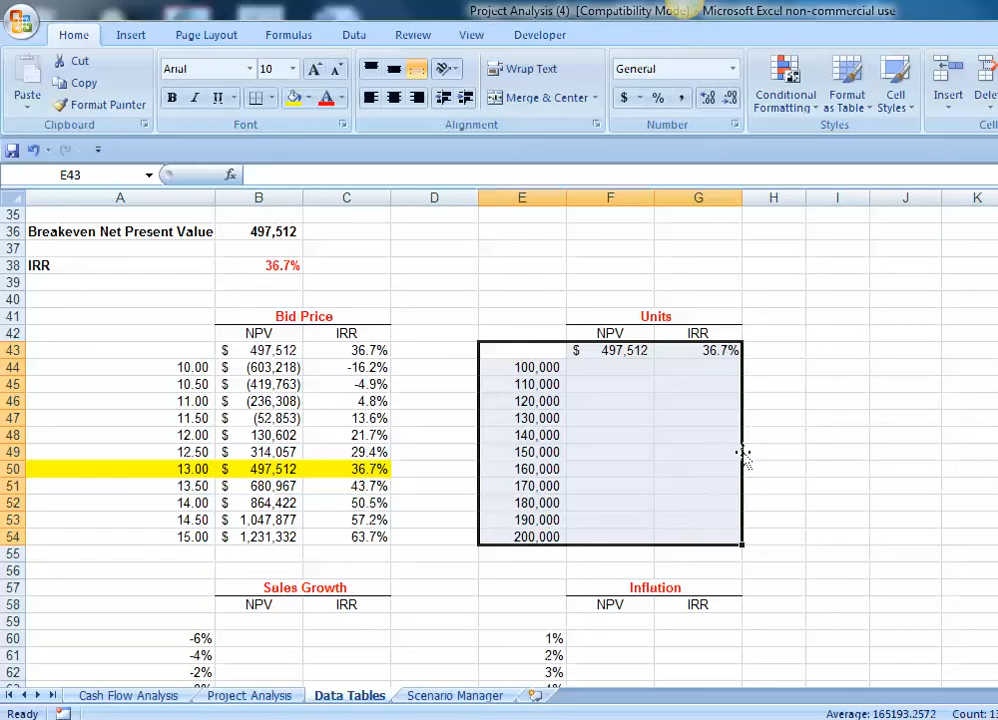 Project Analysis (4) [Compatibility Mode] - Microsoft Excel non-commercial use
Home Insert Page Layout Formulas Data Review View Developer
Paste Cut Copy Format Painter
Arial 10 A A
B I U A
Wrap Text
Merge & Center
General
$ % ,
Conditional Formatting Format as Table Cell Styles
Insert
Clipboard Font Alignment Number Styles
E43 fx
A B C D E F G H I J K
35
36 Breakeven Net Present Value 497,512
37
38 IRR 36.7%
39
40
41 Bid Price Units
42 NPV IRR NPV IRR
43 $ 497,512 36.7% $ 497,512 36.7%
44 10.00 $ (603,218) -16.2% 100,000
45 10.50 $ (419,763) -4.9% 110,000
46 11.00 $ (236,308) 4.8% 120,000
47 11.50 $ (52,853) 13.6% 130,000
48 12.00 $ 130,602 21.7% 140,000
49 12.50 $ 314,057 29.4% 150,000
50 13.00 $ 497,512 36.7% 160,000
51 13.50 $ 680,967 43.7% 170,000
52 14.00 $ 864,422 50.5% 180,000
53 14.50 $ 1,047,877 57.2% 190,000
54 15.00 $ 1,231,332 63.7% 200,000
55
56
57 Sales Growth Inflation
58 NPV IRR NPV IRR
59
60 -6% 1%
61 -4% 2%
62 -2% 3%
Cash Flow Analysis Project Analysis Data Tables Scenario Manager
Ready Average: 165193.2572